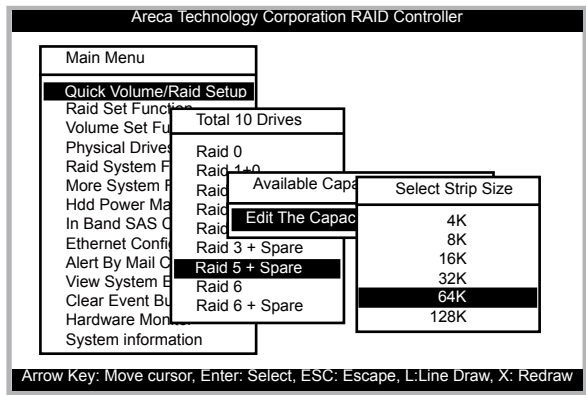 Areca Technology Corporation RAID Controller
Main Menu
Quick Volume/Raid Setup
Raid Set Function
Volume Set Fu
Physical Drives
Raid System F
More System F
Hdd Power Ma
In Band SAS C
Ethernet Config
Alert By Mail C
View System E
Clear Event Bu
Hardware Monitor
System information
Total 10 Drives
Raid 0
Raid 1+0
Raid
Raid
Raid
Raid 3 + Spare
Raid 5 + Spare
Raid 6
Raid 6 + Spare
Available Capa
Edit The Capac
Select Strip Size
4K
8K
16K
32K
64K
128K
Arrow Key: Move cursor, Enter: Select, ESC: Escape, L:Line Draw, X: Redraw